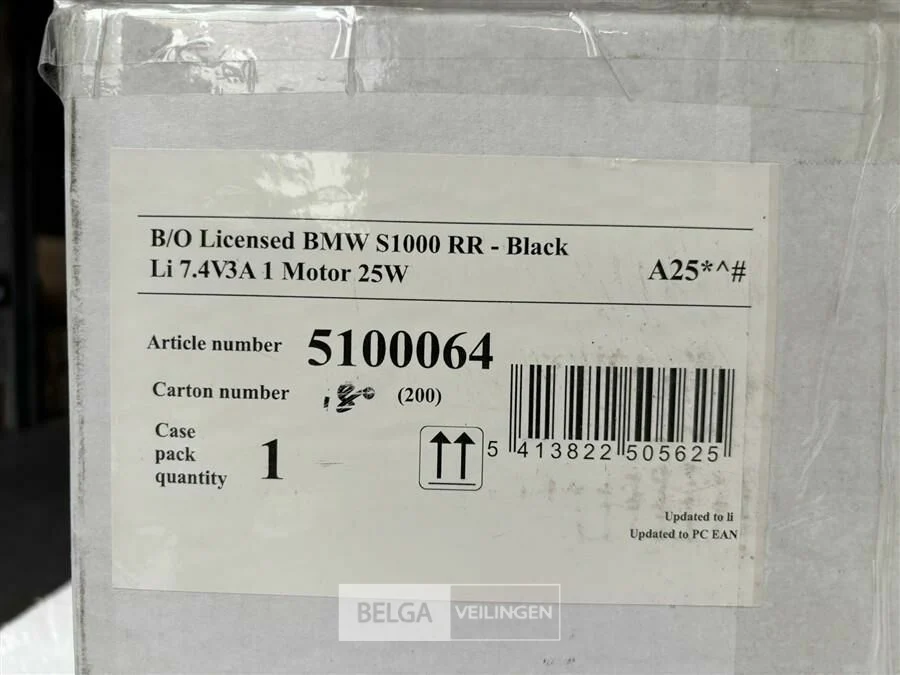 B/O Licensed BMW S1000 RR - Black
Li 7.4V3A 1 Motor 25W
A25*^#
Article number 5100064
Carton number (200)
Case
pack
quantity
1
5 413822 505625
Updated to li
Updated to PC EAN
BELGA VEILINGEN